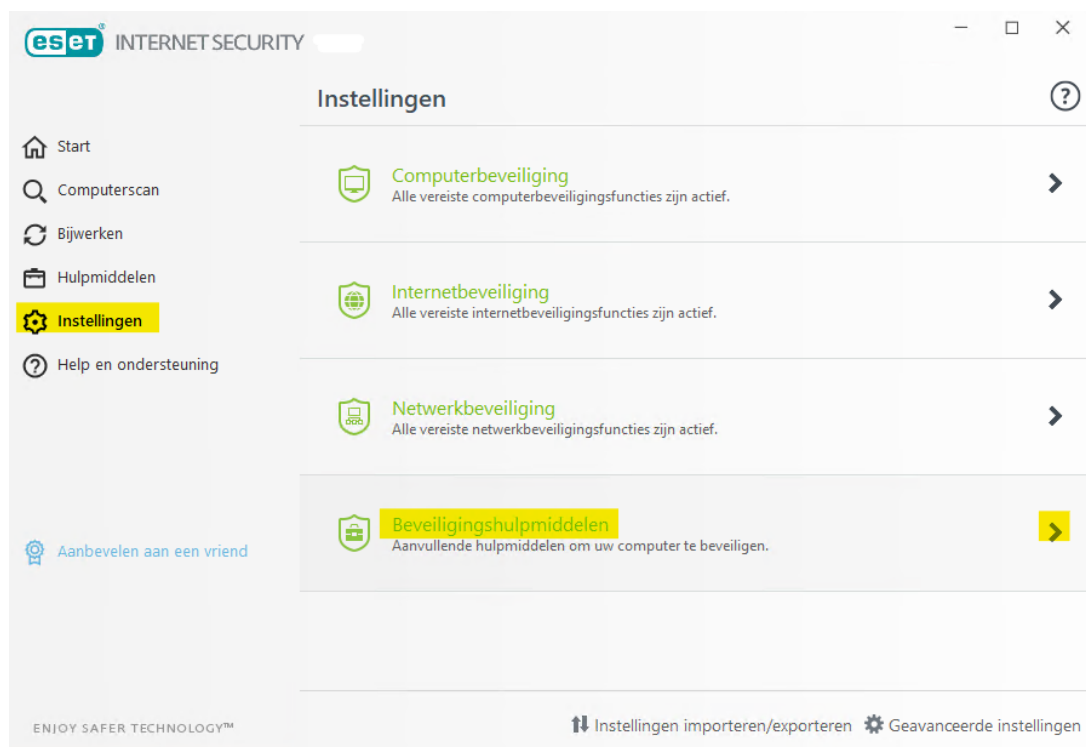 eset® INTERNET SECURITY
Instellingen
Start
Computerscan
Bijwerken
Hulpmiddelen
Instellingen
Help en ondersteuning
Aanbevelen aan een vriend
Computerbeveiliging
Alle vereiste computerbeveiligingsfuncties zijn actief.
Internetbeveiliging
Alle vereiste internetbeveiligingsfuncties zijn actief.
Netwerkbeveiliging
Alle vereiste netwerkbeveiligingsfuncties zijn actief.
Beveiligingshulpmiddelen
Aanvullende hulpmiddelen om uw computer te beveiligen.
ENJOY SAFER TECHNOLOGY™
Instellingen importeren/exporteren Geavanceerde instellingen